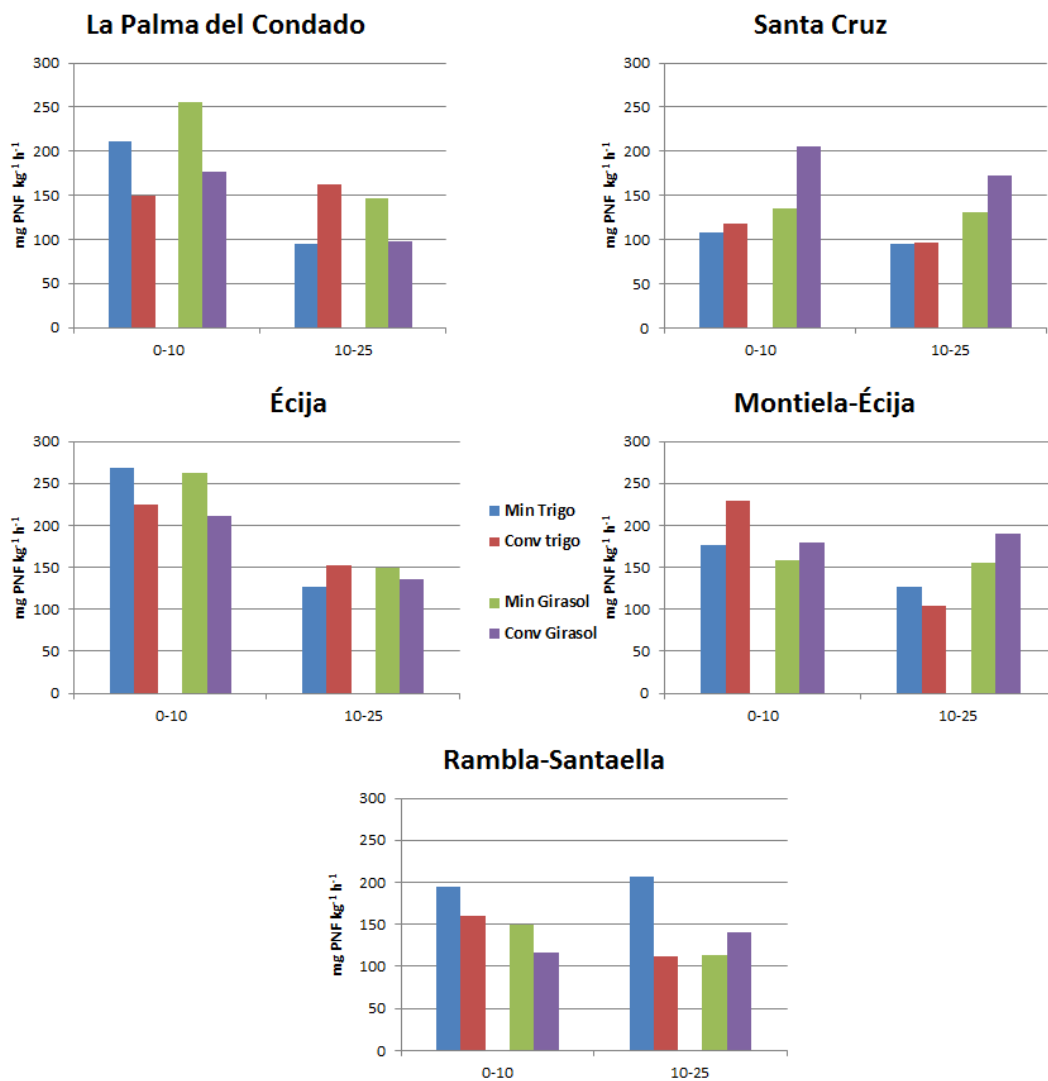 La Palma del Condado
300
250
200
150
100
50
0
mg PNF kg⁻¹ h⁻¹
0-10 10-25
Santa Cruz
300
250
200
150
100
50
0
mg PNF kg⁻¹ h⁻¹
0-10 10-25
Écija
300
250
200
150
100
50
0
mg PNF kg⁻¹ h⁻¹
0-10 10-25
Min Trigo
Conv trigo
Min Girasol
Conv Girasol
Montiela-Écija
300
250
200
150
100
50
0
mg PNF kg⁻¹ h⁻¹
0-10 10-25
Rambla-Santaella
300
250
200
150
100
50
0
mg PNF kg⁻¹ h⁻¹
0-10 10-25